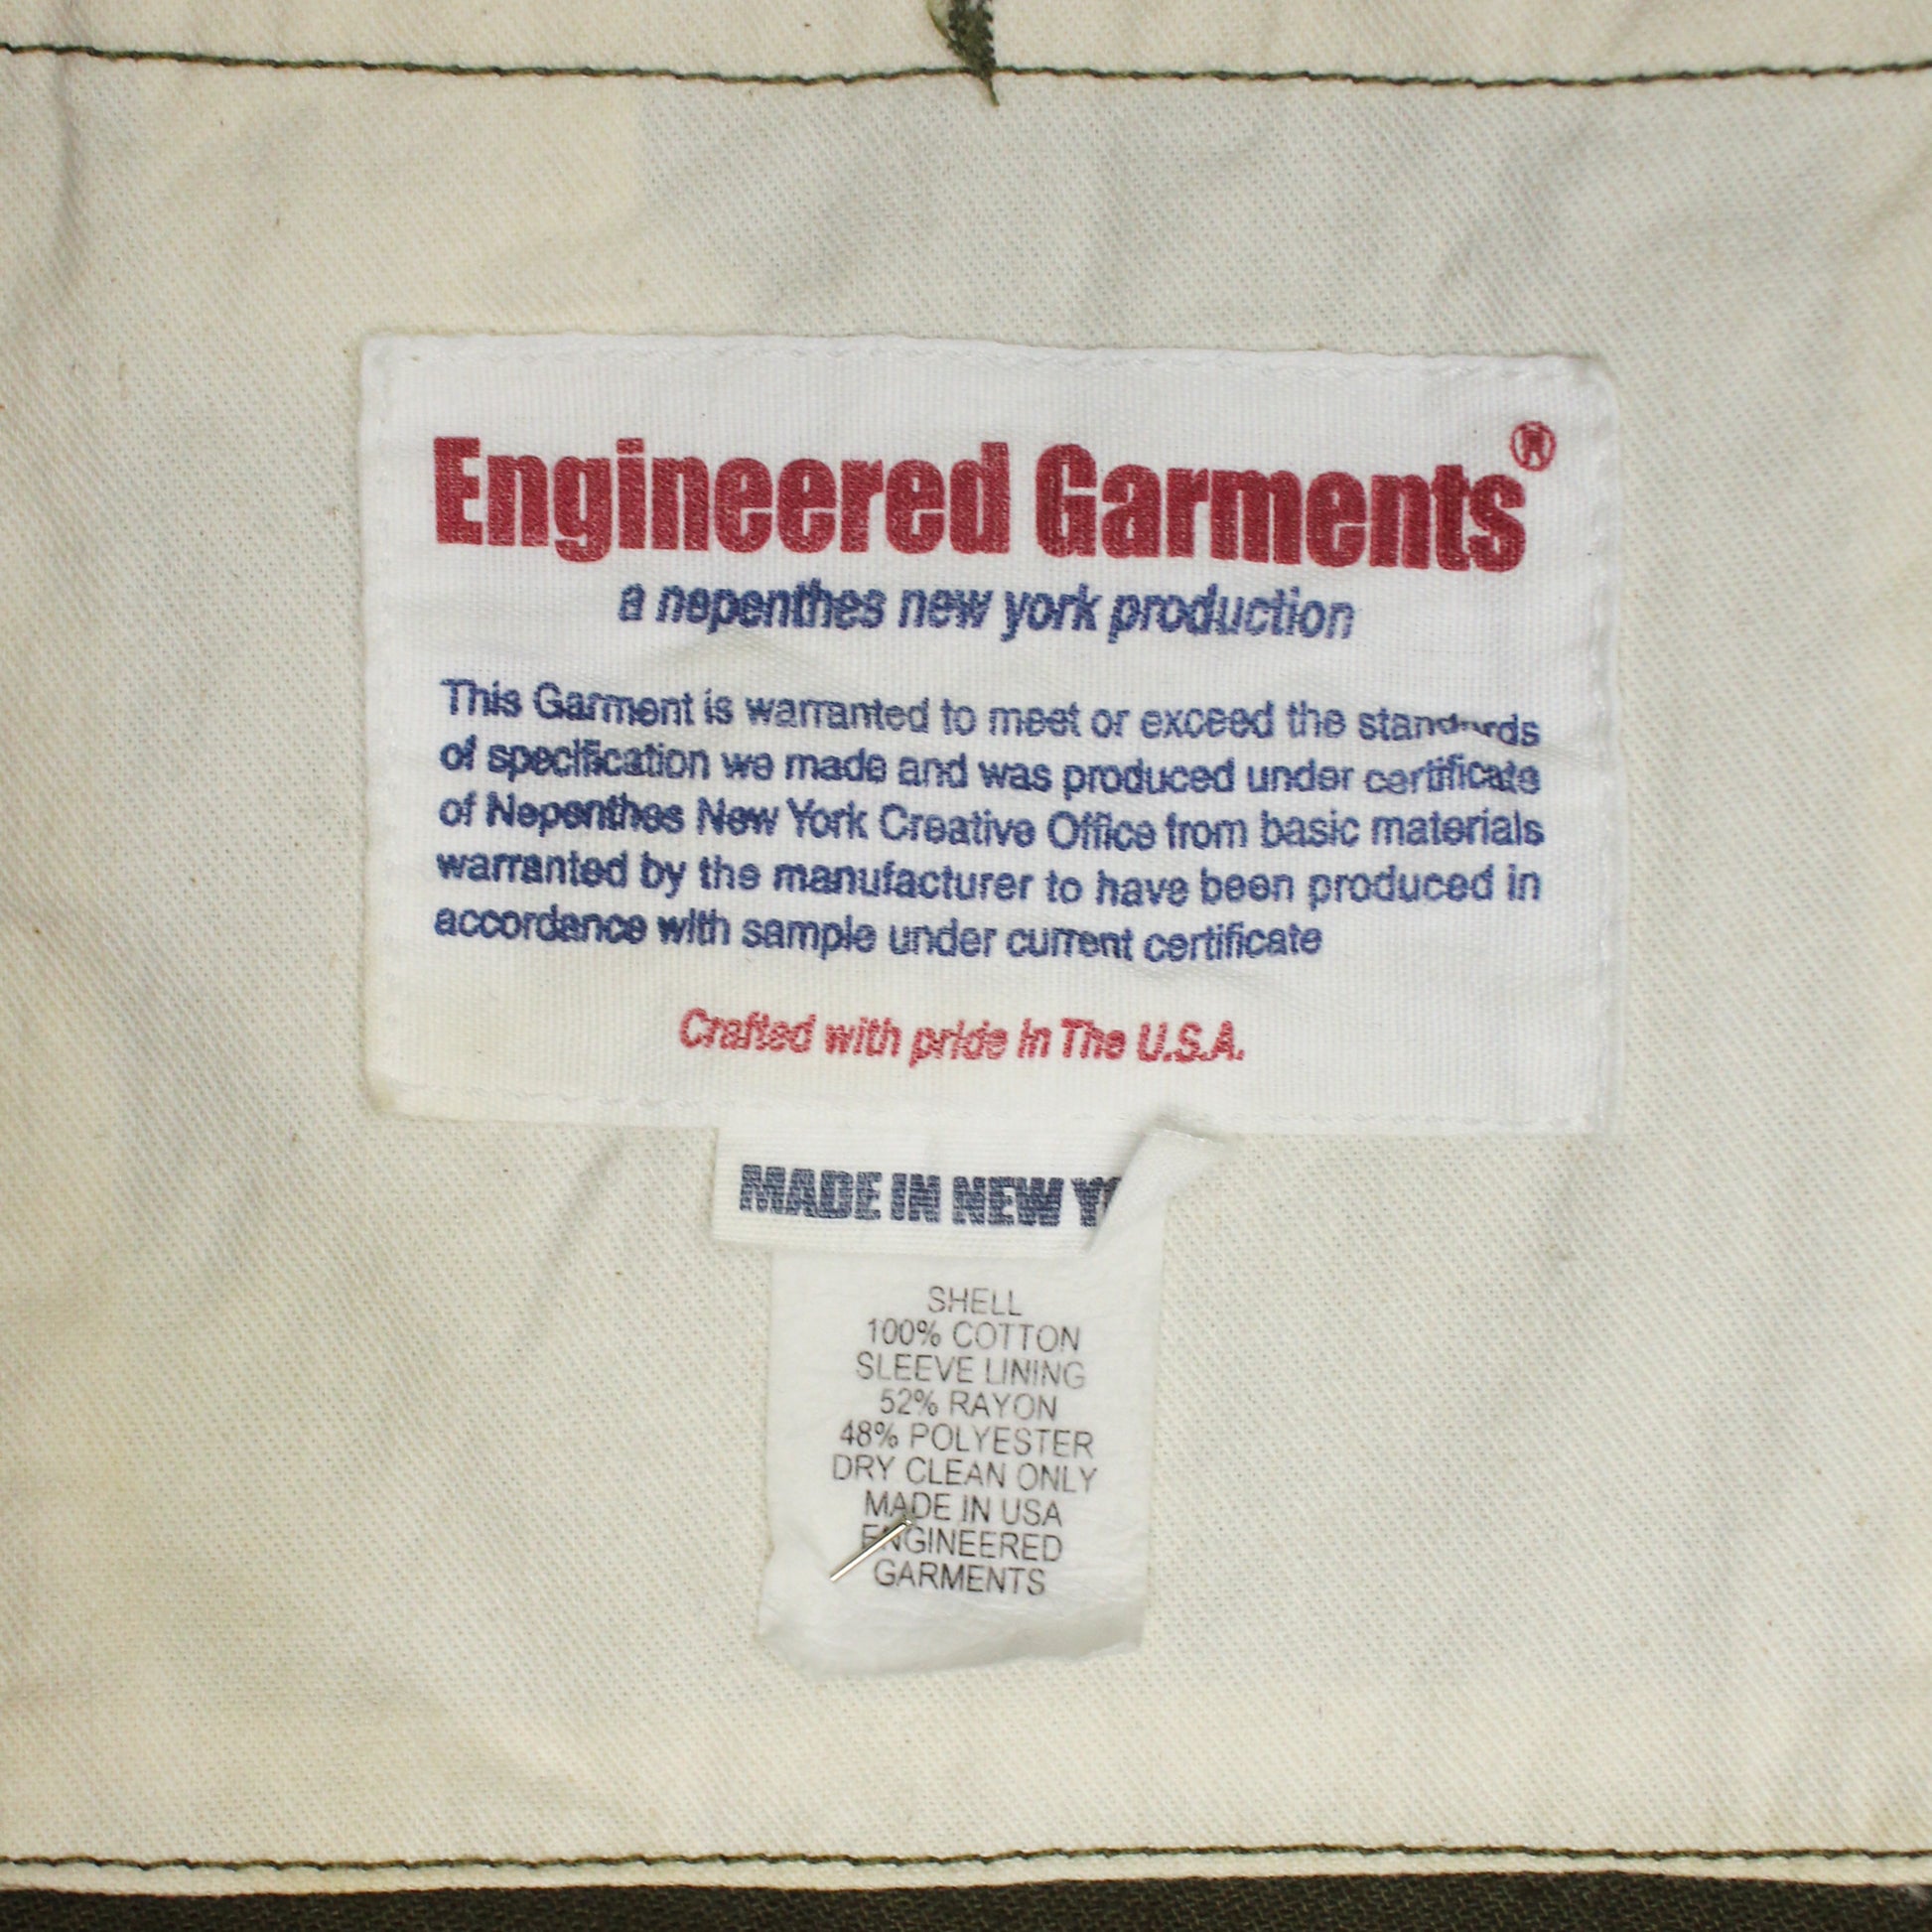 Engineered Garments®
a nepenthes new york production
This Garment is warranted to meet or exceed the standards
of specification we made and was produced under certificate
of Nepenthes New York Creative Office from basic materials
warranted by the manufacturer to have been produced in
accordance with sample under current certificate
Crafted with pride in The U.S.A.
MADE IN NEW
SHELL
100% COTTON
SLEEVE LINING
52% RAYON
48% POLYESTER
DRY CLEAN ONLY
MADE IN USA
ENGINEERED
GARMENTS